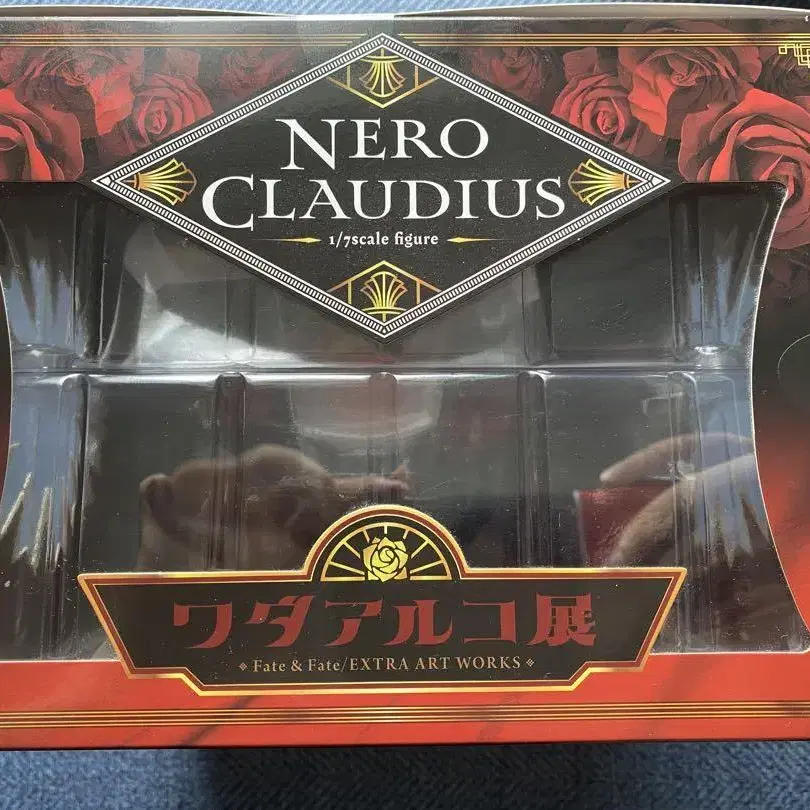 NERO
CLAUDIUS
1/7scale figure
ワダアルコ展
Fate & Fate/EXTRA ART WORKS